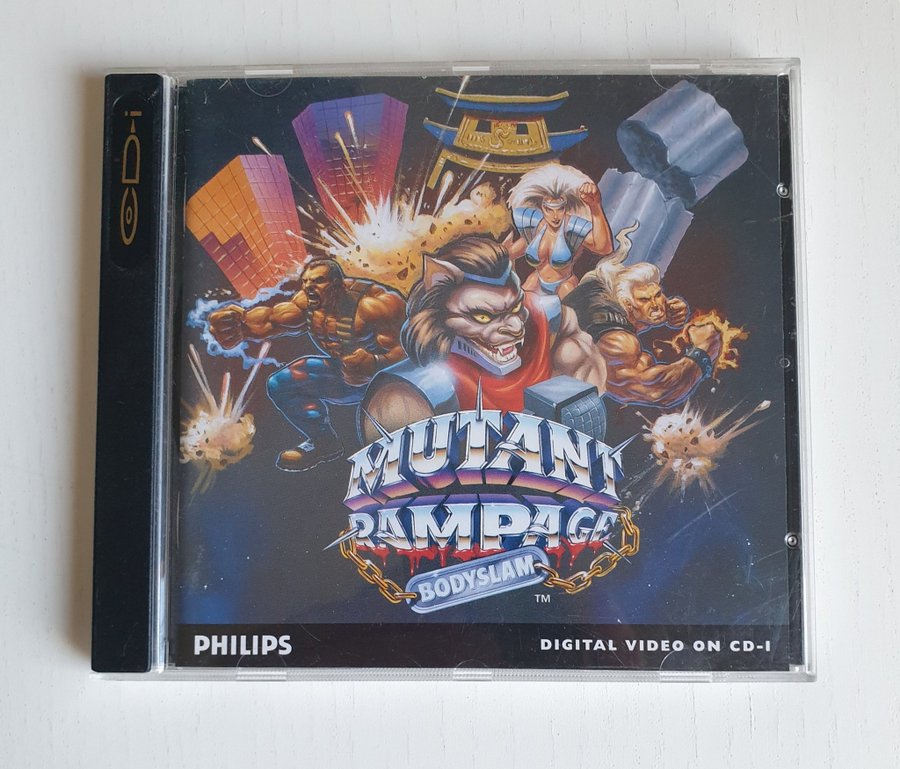 CD-i
MUTANT
RAMPAGE
BODYSLAM
TM
PHILIPS
DIGITAL VIDEO ON CD-I